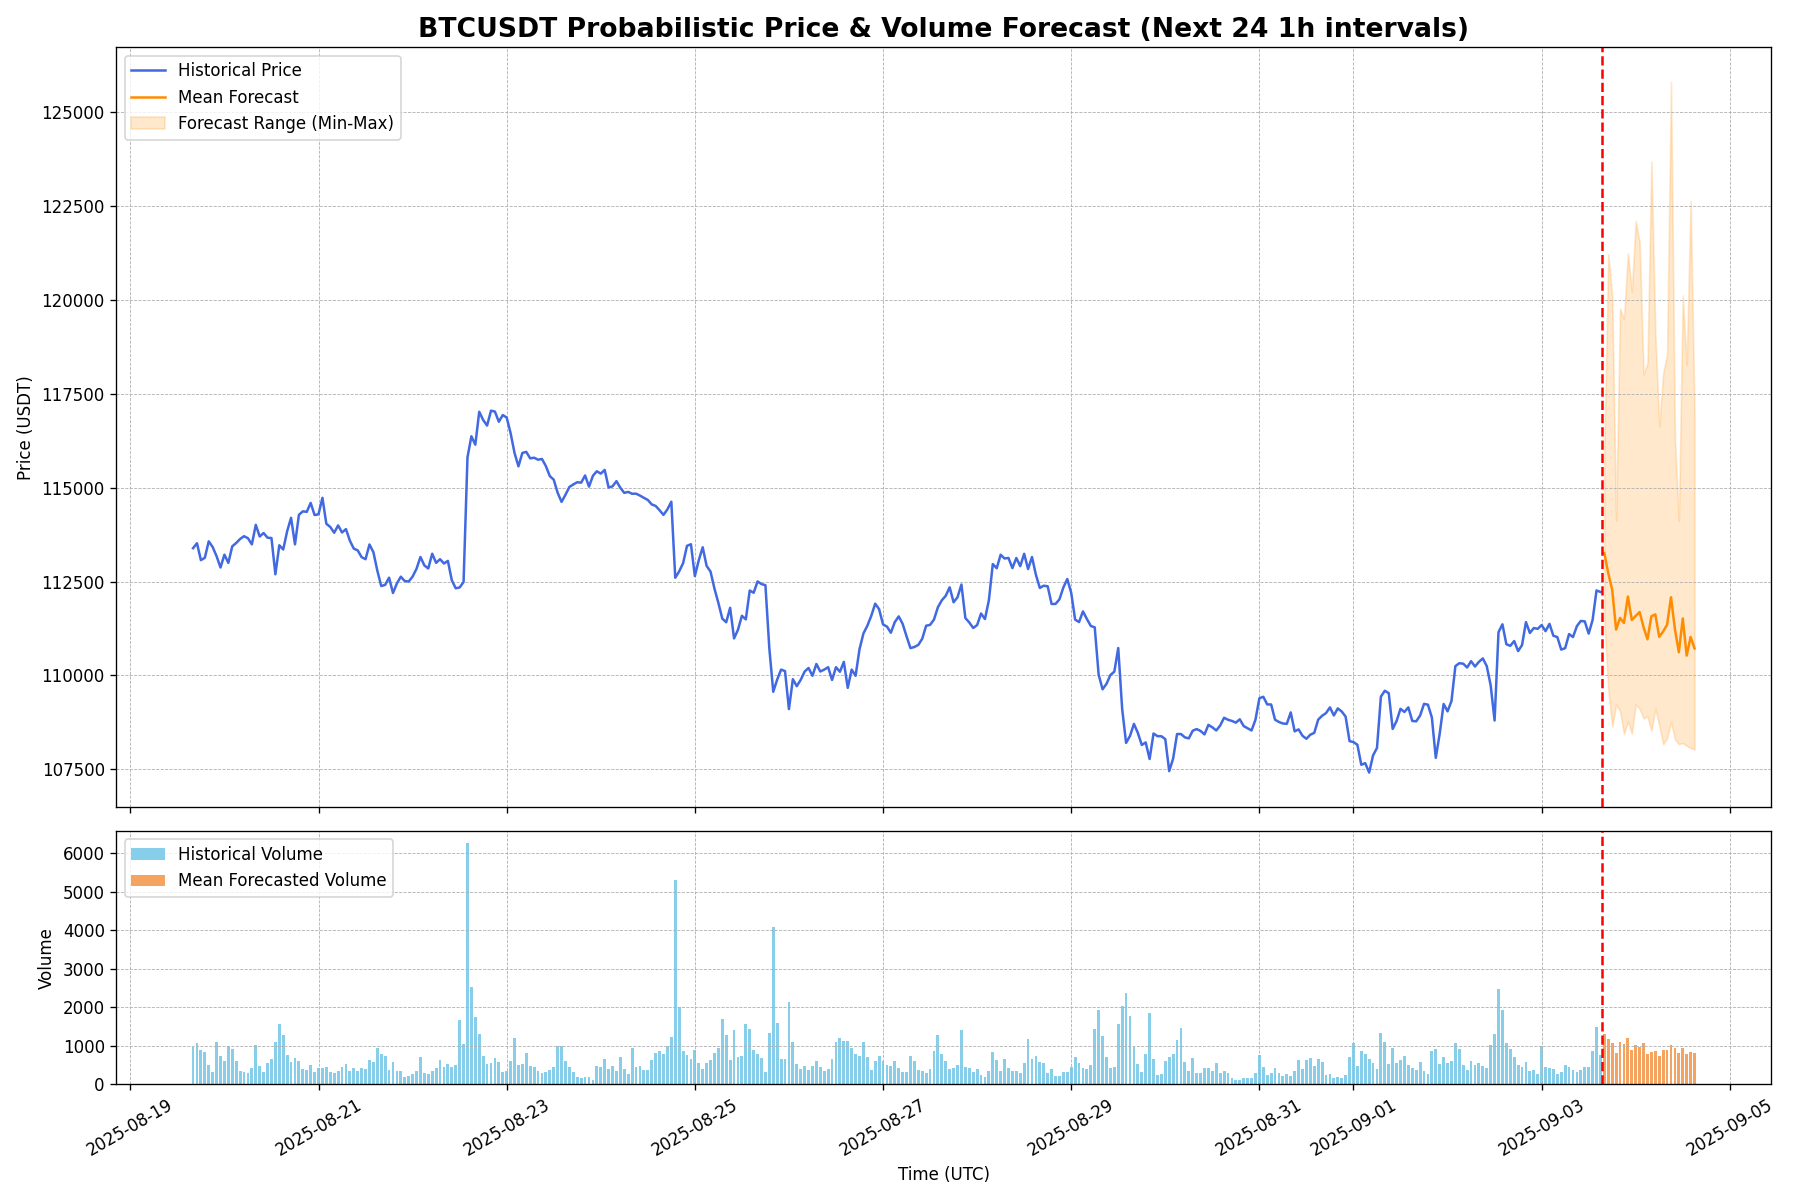 BTCUSDT Probabilistic Price & Volume Forecast (Next 24 1h intervals)
Historical Price
Mean Forecast
Forecast Range (Min-Max)
125000
122500
120000
117500
115000
112500
110000
107500
Price (USDT)
Historical Volume
Mean Forecasted Volume
6000
5000
4000
3000
2000
1000
0
Volume
2025-08-19
2025-08-21
2025-08-23
2025-08-25
2025-08-27
2025-08-29
2025-08-31
2025-09-01
2025-09-03
2025-09-05
Time (UTC)